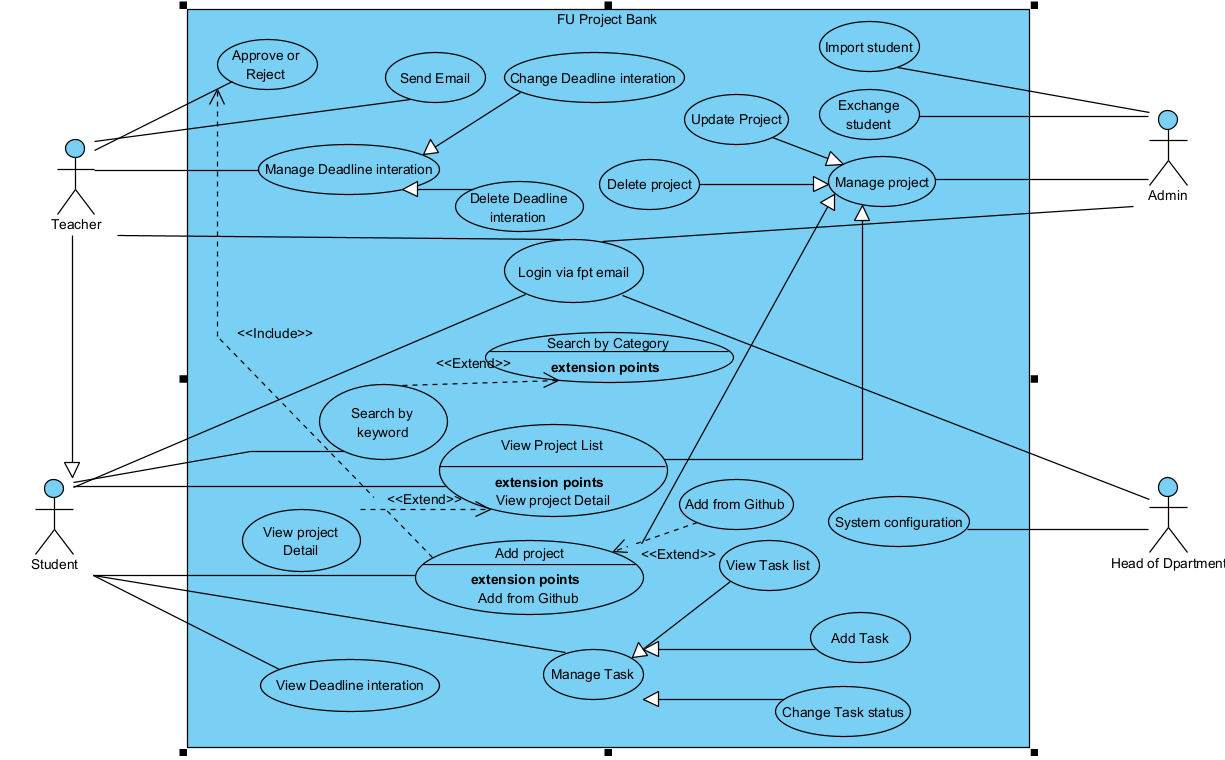 FU Project Bank
Approve or
Reject
Send Email
Change Deadline interation
Import student
Update Project
Exchange
student
Manage Deadline interation
Delete project
Manage project
Delete Deadline
interation
Teacher
Admin
Login via fpt email
<<Include>>
Search by Category
<<Extend>>
extension points
Search by
keyword
View Project List
extension points
View project Detail
<<Extend>>
Add from Github
System configuration
View project
Detail
Add project
<<Extend>>
extension points
Add from Github
View Task list
Student
Head of Dpartment
Add Task
Manage Task
View Deadline interation
Change Task status